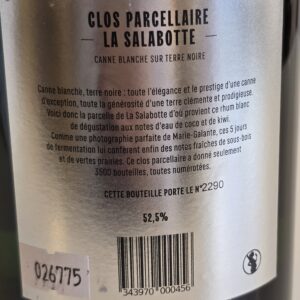 CLOS PARCELLAIRE
LA SALABOTTE
CANNE BLANCHE SUR TERRE NOIRE
Canne blanche, terre noire : toute l'élégance et le prestige d'une canne
d'exception, toute la générosité d'une terre clémente et prodigieuse.
Voici donc la parcelle de La Salabotte d'où provient ce rhum blanc
de dégustation aux notes d'eau de coco et de kiwi.
Comme une photographie parfaite de Marie-Galante, ces 5 jours
de fermentation lui confèrent enfin des notes fraîches de sous-bois
et de vertes prairies. Ce clos parcellaire a donné seulement
3500 bouteilles, toutes numérotées.
CETTE BOUTEILLE PORTE LE N° 2290
52,5%
026775
343970 000456